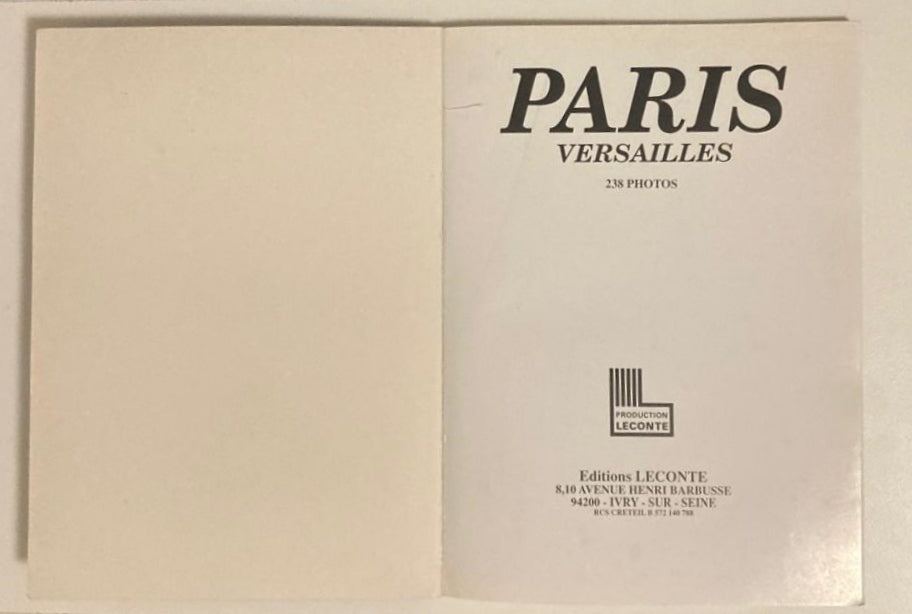 PARIS
VERSAILLES
238 PHOTOS
PRODUCTION
LECONTE
Editions LECONTE
8,10 AVENUE HENRI BARBUSSE
94200 - IVRY - SUR - SEINE
RCS CRETEIL B 572 140 788